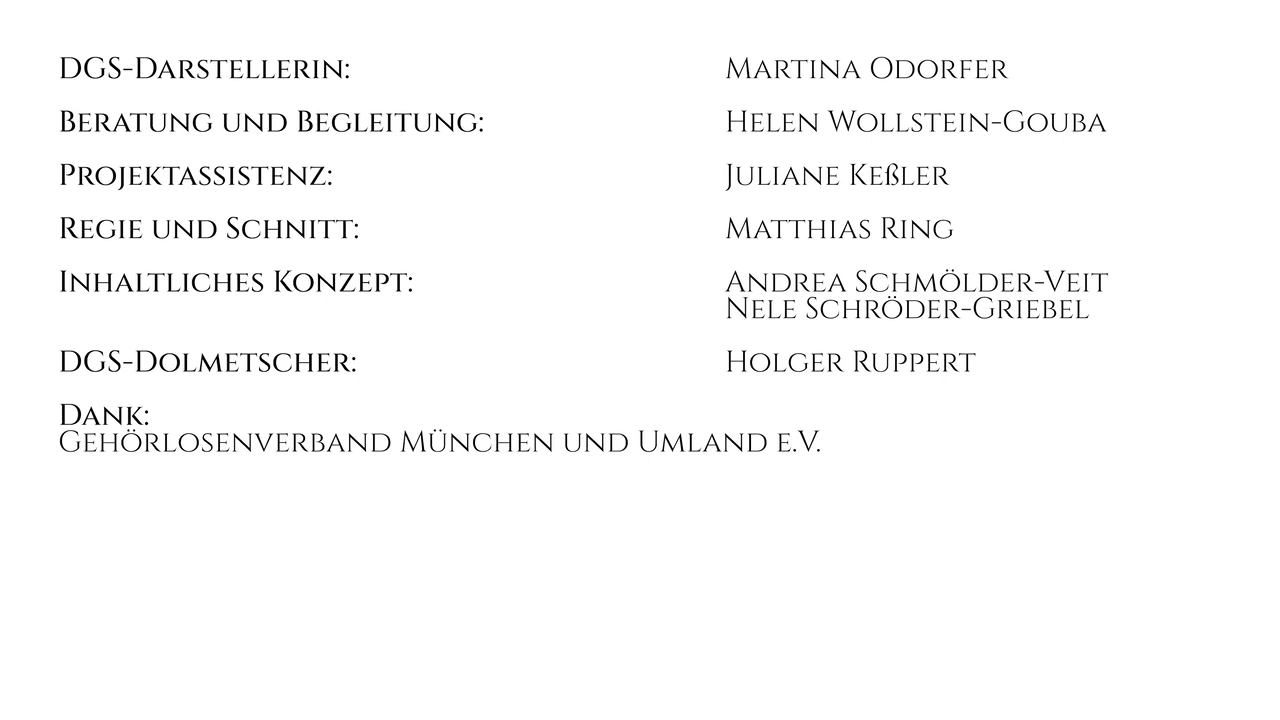 DGS-Darstellerin: Martina Odorfer
Beratung und Begleitung: Helen Wollstein-Gouba
Projektassistenz: Juliane Keßler
Regie und Schnitt: Matthias Ring
Inhaltliches Konzept: Andrea Schmölder-Veit
Nele Schröder-Griebel
DGS-Dolmetscher: Holger Ruppert
Dank:
Gehörlosenverband München und Umland e.V.